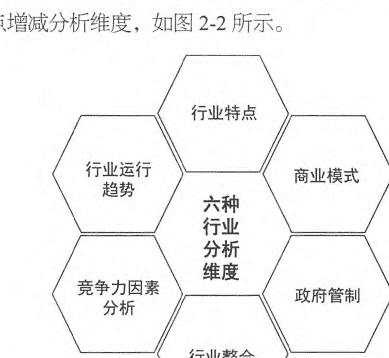 点增减分析维度，如图 2-2 所示。
行业特点
行业运行
趋势
商业模式
六种
行业
分析
维度
竞争力因素
分析
政府管制
行业整合